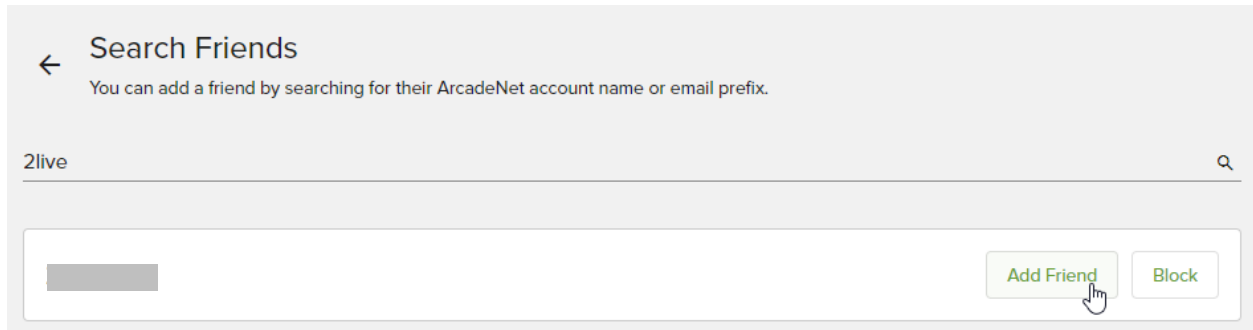 Search Friends
You can add a friend by searching for their ArcadeNet account name or email prefix.
2live
Add Friend Block